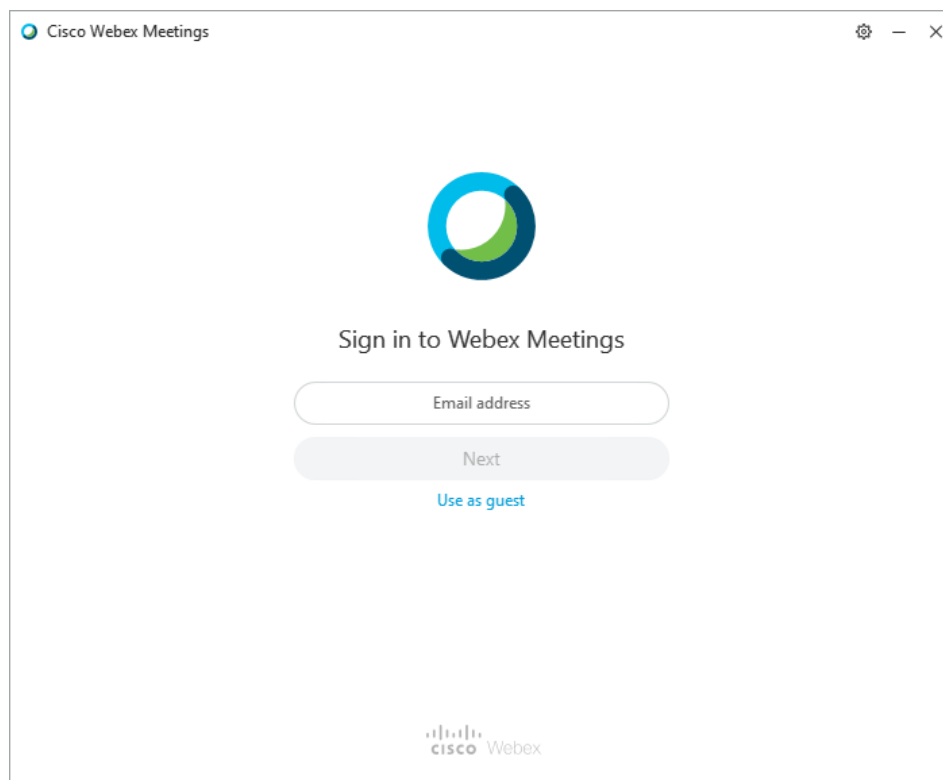 Cisco Webex Meetings
Sign in to Webex Meetings
Email address
Next
Use as guest
cisco Webex